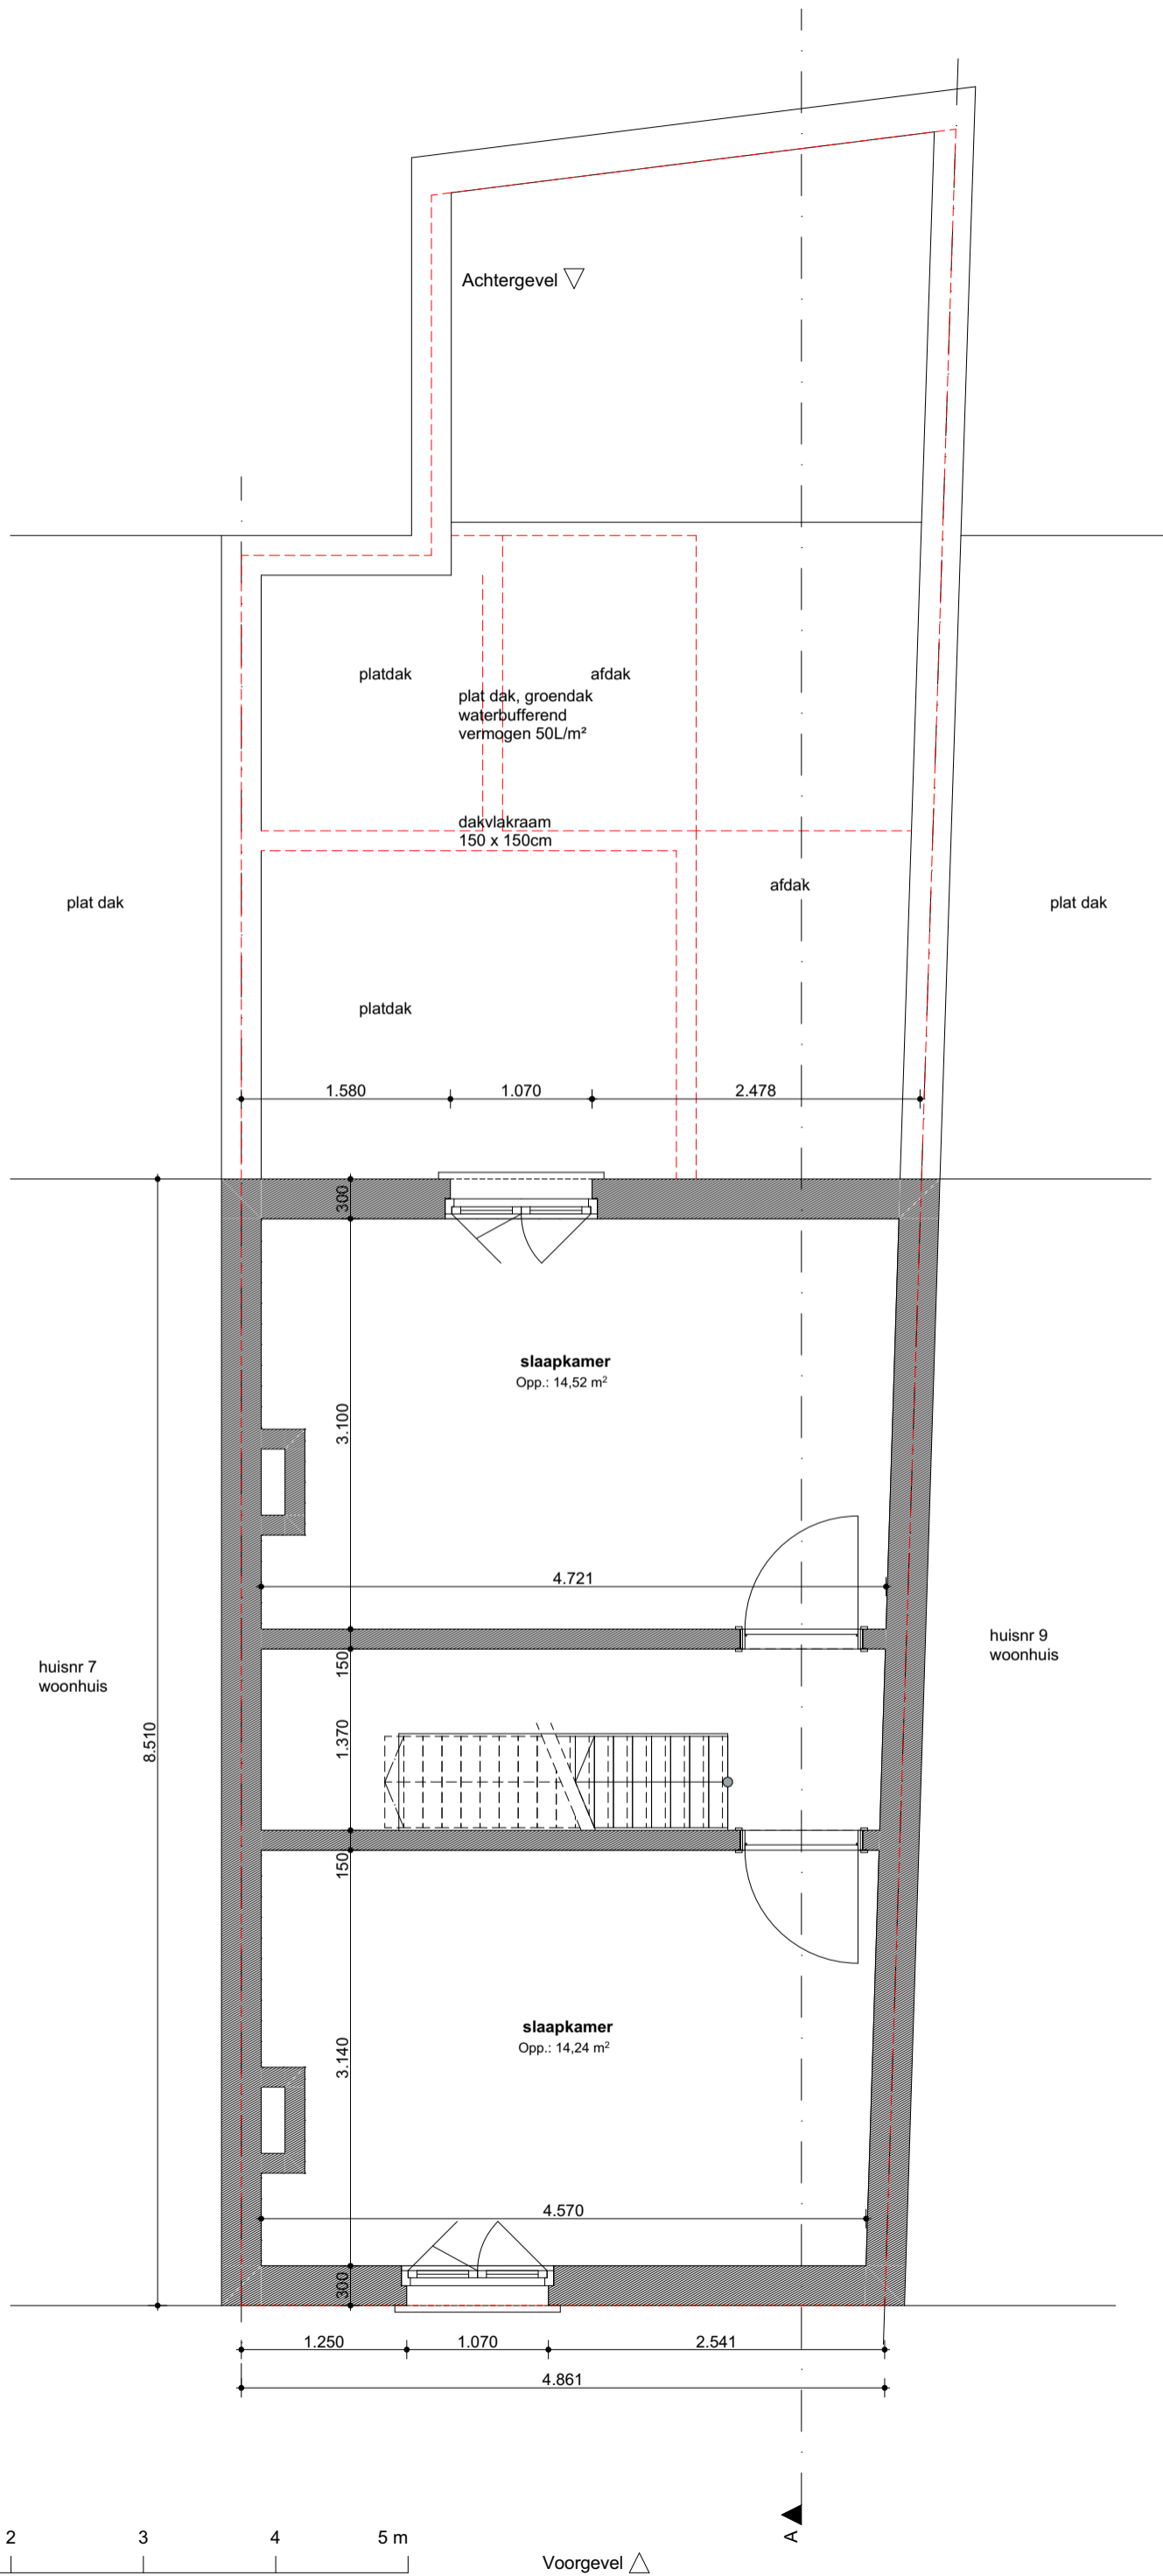 Achtergevel
platdak
afdak
plat dak, groendak
waterbufferend
vermogen 50L/m²
dakvlakraam
150 x 150cm
afdak
plat dak
plat dak
platdak
1.580
1.070
2.478
300
slaapkamer
Opp.: 14,52 m²
3.100
4.721
huisnr 9
woonhuis
150
huisnr 7
woonhuis
8.510
1.370
150
slaapkamer
Opp.: 14,24 m²
3.140
4.570
300
1.250
1.070
2.541
4.861
A
2
3
4
5 m
Voorgevel